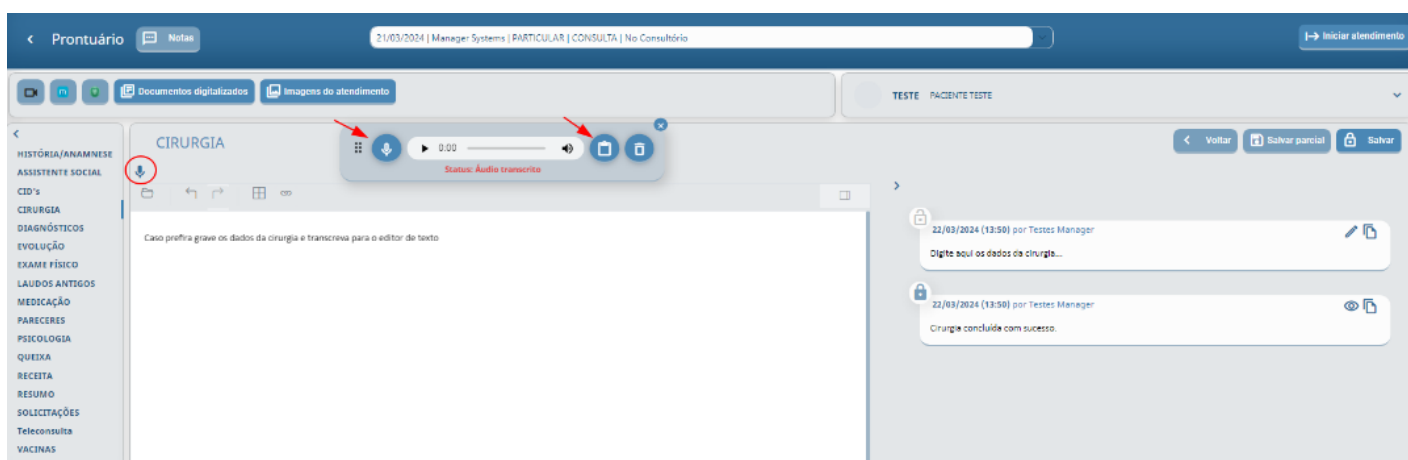 Prontuário
Notas
21/03/2024 | Manager Systems | PARTICULAR | CONSULTA | No Consultório
Iniciar atendimento
Documentos digitalizados
Imagens do atendimento
TESTE PACIENTE TESTE
HISTÓRIA/ANAMNESE
ASSISTENTE SOCIAL
CID's
CIRURGIA
DIAGNÓSTICOS
EVOLUÇÃO
EXAME FÍSICO
LAUDOS ANTIGOS
MEDICAÇÃO
PARECERES
PSICOLOGIA
QUEIXA
RECEITA
RESUMO
SOLICITAÇÕES
Teleconsulta
VACINAS
CIRURGIA
0:00
Status: Áudio transcrito
Caso prefira grave os dados da cirurgia e transcreva para o editor de texto
Voltar
Salvar parcial
Salvar
22/03/2024 (13:50) por Testes Manager
Digite aqui os dados da cirurgia...
22/03/2024 (13:50) por Testes Manager
Cirurgia concluída com sucesso.